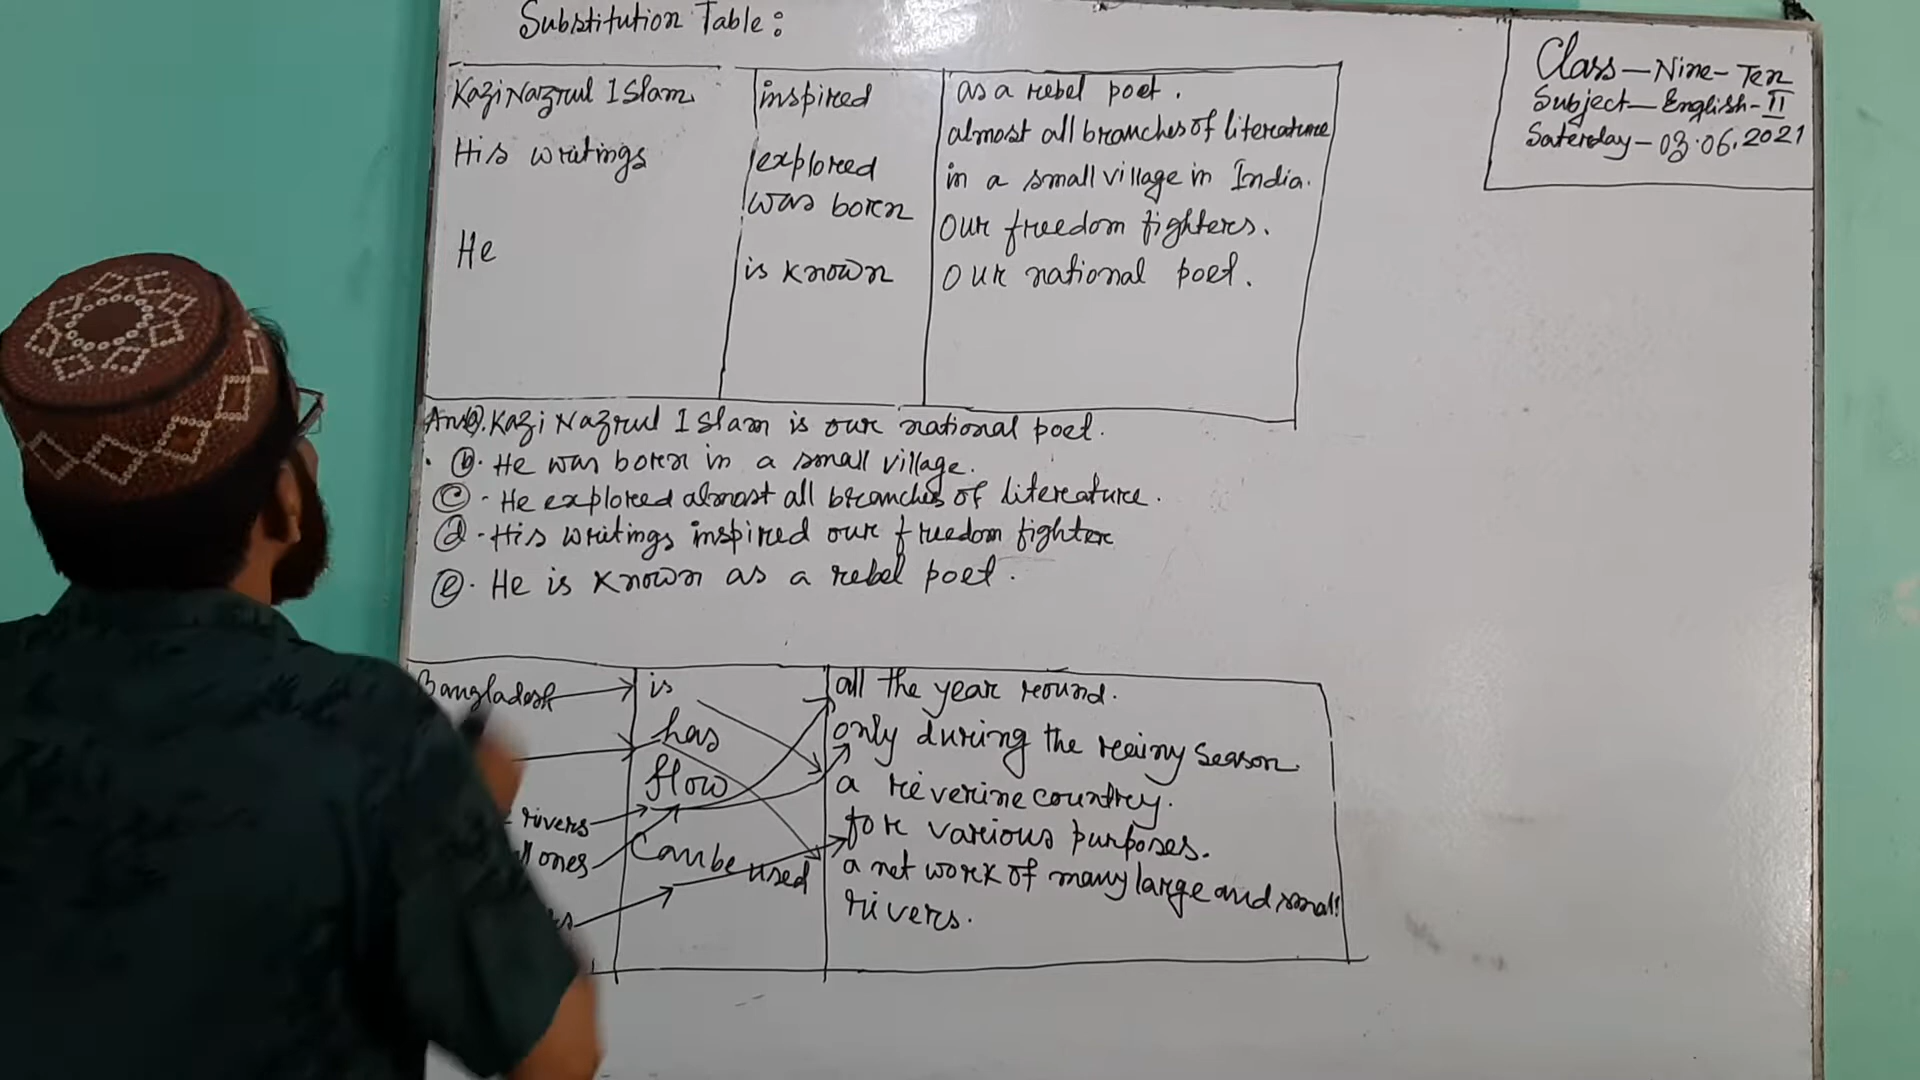 Substitution Table:
Class-Nine-Ten
Subject-English-II
Saterday-03.06.2021
Kazi Nazrul Islam
inspired
as a rebel poet.
His writings
explored
almost all branches of literature
was born
in a small village in India.
He
is known
our freedom fighters.
our national poet.
Ans a. Kazi Nazrul Islam is our national poet.
b. He was born in a small village.
c - He explored almost all branches of literature.
d - His writings inspired our freedom fighter
e. He is known as a rebel poet.
Bangladesh
is
all the year round.
has
only during the rainy season.
rivers
flow
a riverine country.
ones
Can be used
for various purposes.
a net work of many large and small
rivers.